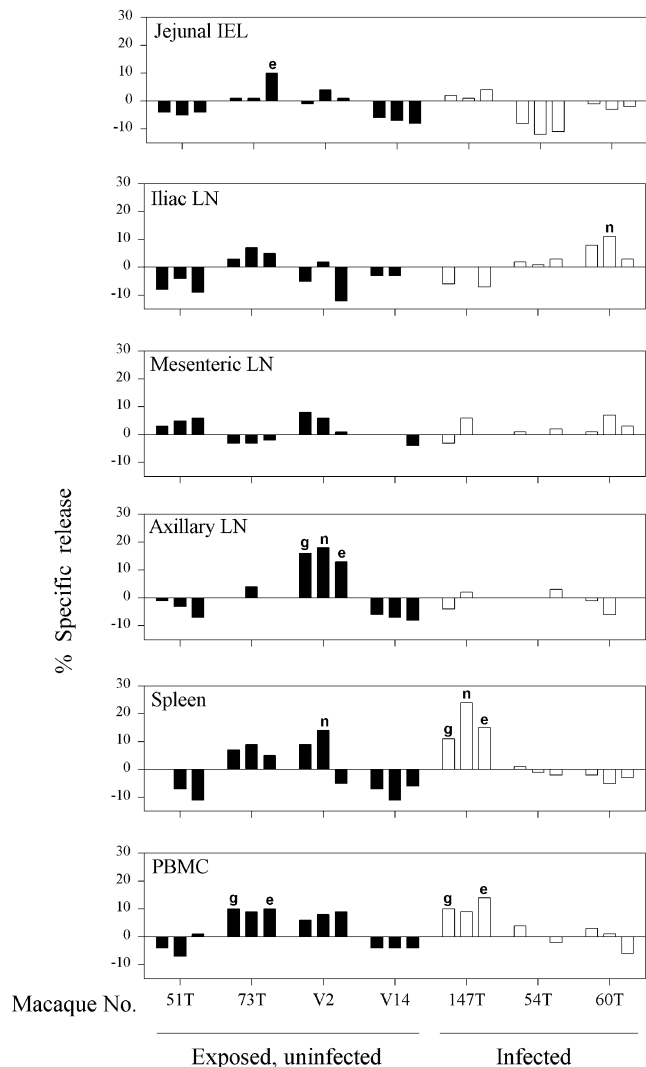 Jejunal IEL
30
20
10
0
-10
e
Iliac LN
30
20
10
0
-10
n
Mesenteric LN
30
20
10
0
-10
Axillary LN
30
20
10
0
-10
g n e
Spleen
30
20
10
0
-10
n
g n e
PBMC
30
20
10
0
-10
g e
g e
% Specific release
Macaque No. 51T 73T V2 V14 147T 54T 60T
Exposed, uninfected Infected